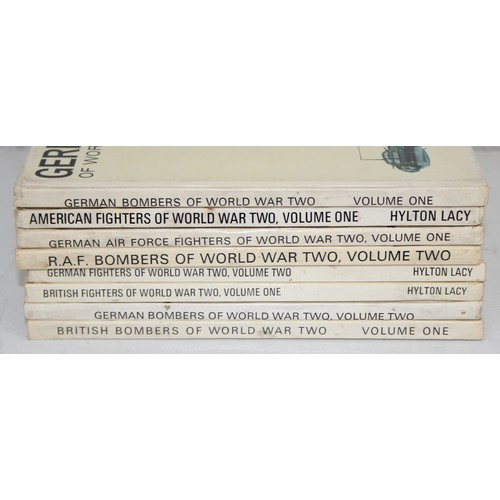 GER
OF WOR
GERMAN BOMBERS OF WORLD WAR TWO VOLUME ONE
AMERICAN FIGHTERS OF WORLD WAR TWO, VOLUME ONE HYLTON LACY
GERMAN AIR FORCE FIGHTERS OF WORLD WAR TWO, VOLUME ONE
R.A.F. BOMBERS OF WORLD WAR TWO, VOLUME TWO
GERMAN FIGHTERS OF WORLD WAR TWO, VOLUME TWO HYLTON LACY
BRITISH FIGHTERS OF WORLD WAR TWO, VOLUME ONE HYLTON LACY
GERMAN BOMBERS OF WORLD WAR TWO, VOLUME TWO
BRITISH BOMBERS OF WORLD WAR TWO VOLUME ONE